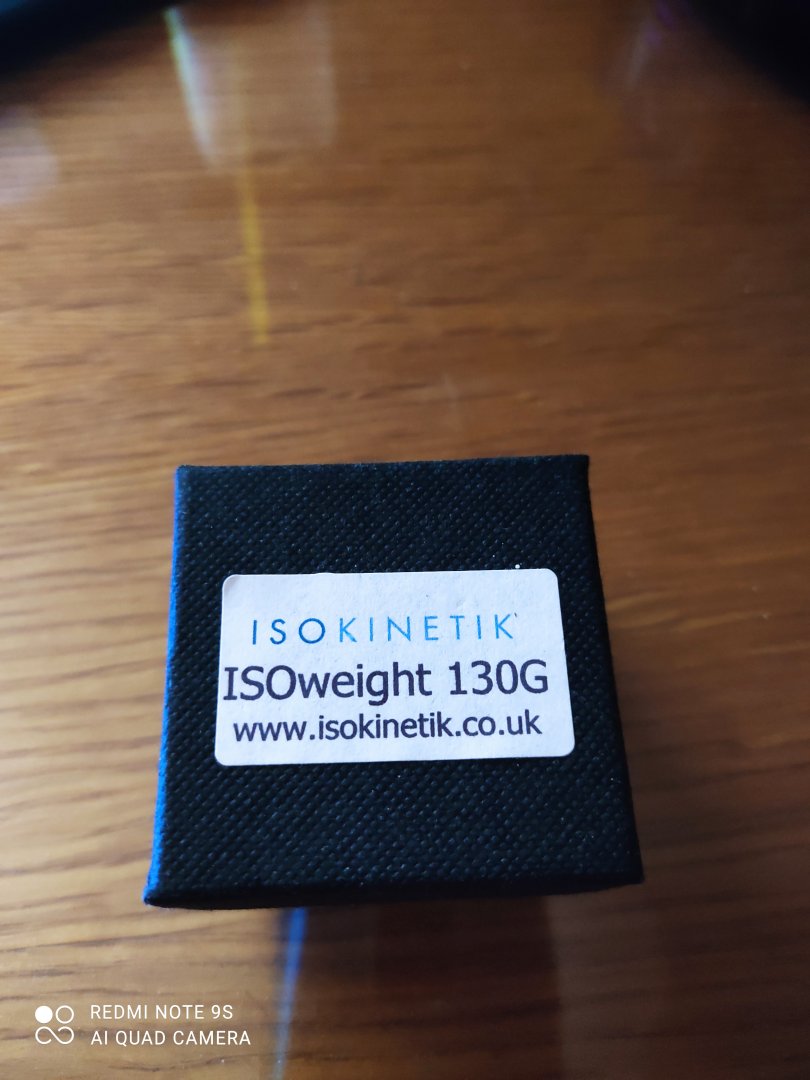 ISOKINETIK
ISOweight 130G
www.isokinetik.co.uk
REDMI NOTE 9S
AI QUAD CAMERA